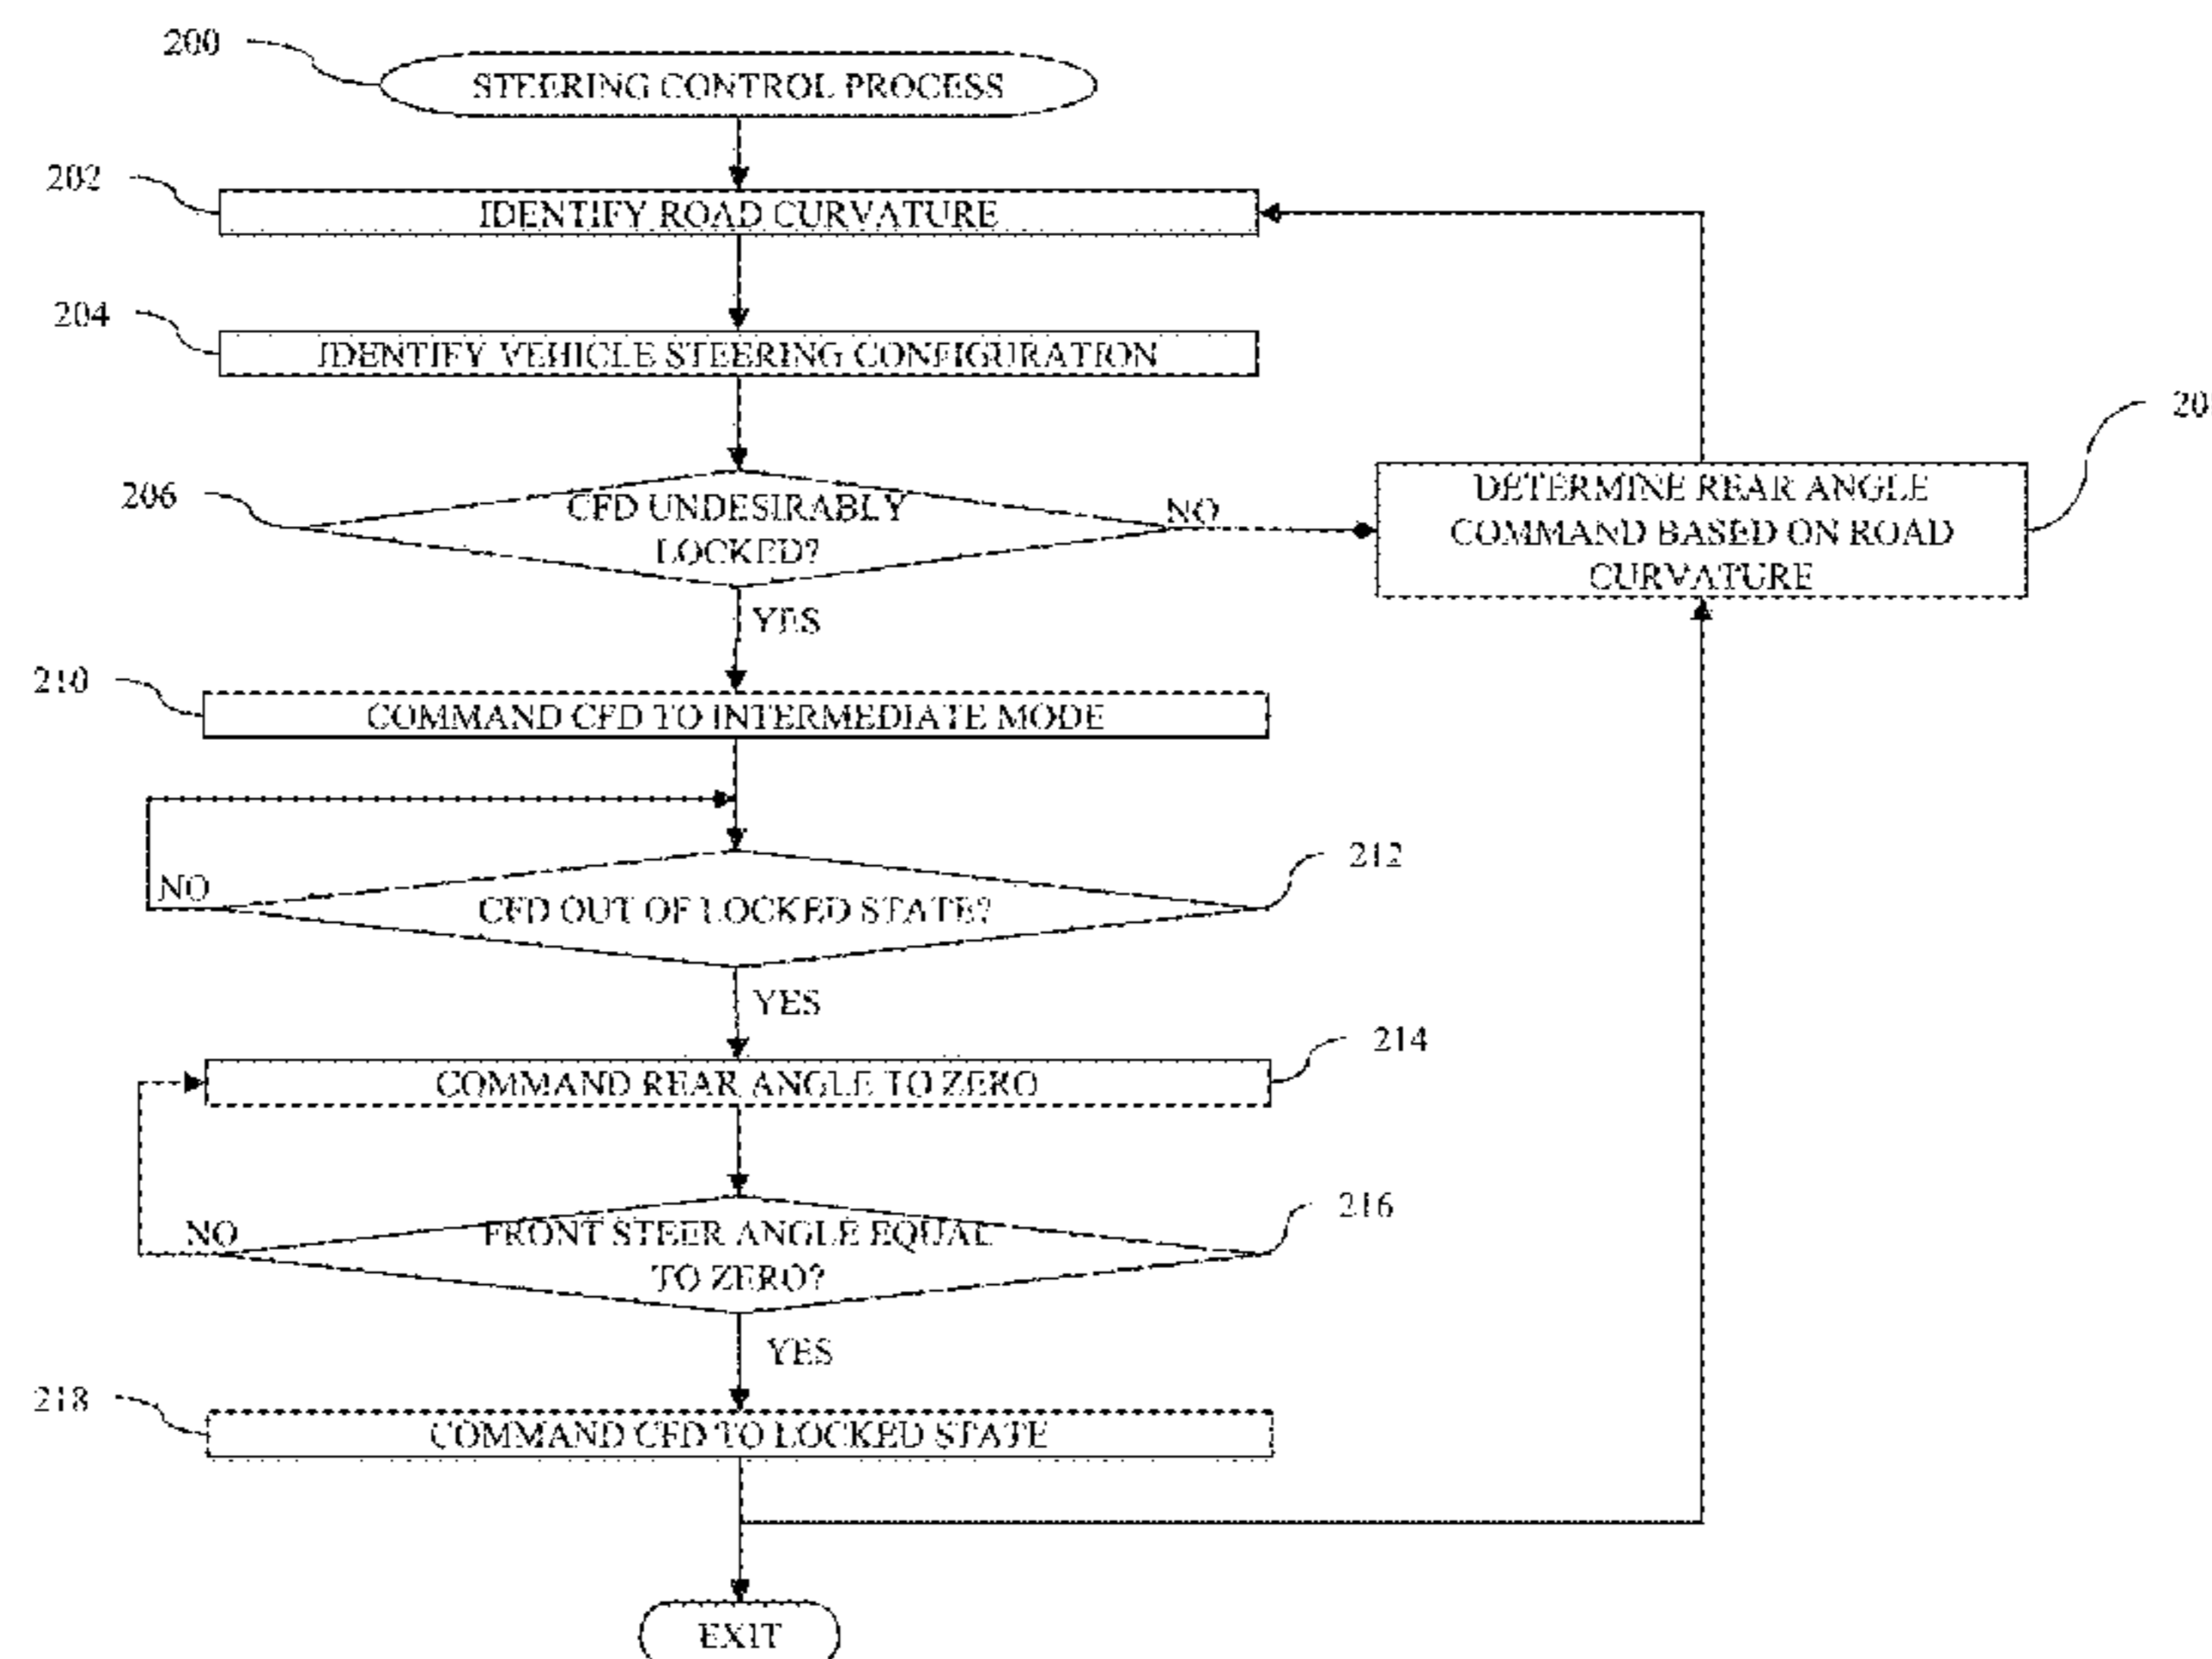 200
STEERING CONTROL PROCESS
202
IDENTIFY ROAD CURVATURE
204
IDENTIFY VEHICLE STEERING CONFIGURATION
20
206
CFD UNDESIRABLY
LOCKED?
NO
DETERMINE REAR ANGLE
COMMAND BASED ON ROAD
CURVATURE
YES
210
COMMAND CFD TO INTERMEDIATE MODE
212
NO
CFD OUT OF LOCKED STATE?
YES
214
COMMAND REAR ANGLE TO ZERO
216
NO
FRONT STEER ANGLE EQUAL
TO ZERO?
YES
218
COMMAND CFD TO LOCKED STATE
EXIT